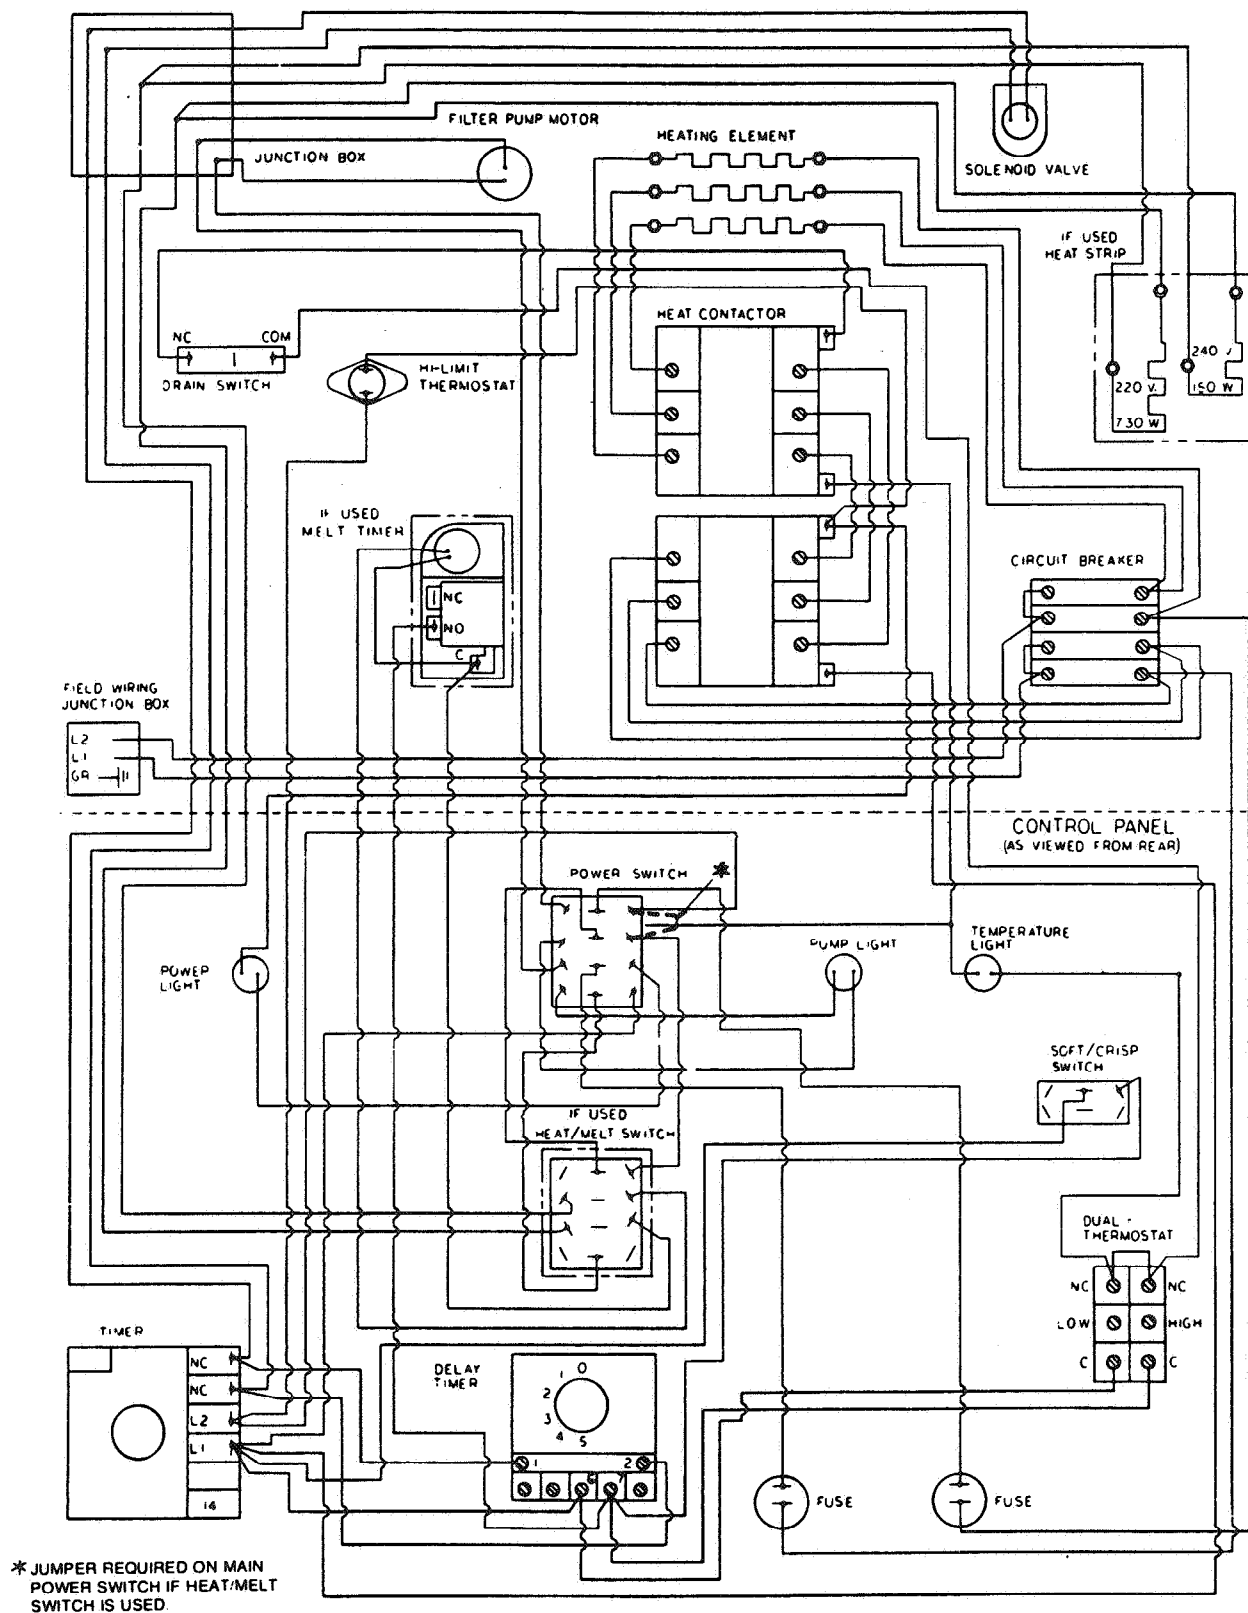 FILTER PUMP MOTOR
JUNCTION BOX
HEATING ELEMENT
SOLENOID VALVE
IF USED
HEAT STRIP
240
150 W
220 V.
730 W
NC
COM
DRAIN SWITCH
HI-LIMIT
THERMOSTAT
HEAT CONTACTOR
IF USED
MELT TIMER
NC
NO
C
CIRCUIT BREAKER
FIELD WIRING
JUNCTION BOX
L2
L1
GR
CONTROL PANEL
(AS VIEWED FROM REAR)
POWER SWITCH
*
POWER
LIGHT
PUMP LIGHT
TEMPERATURE
LIGHT
SOFT/CRISP
SWITCH
IF USED
HEAT/MELT SWITCH
DUAL -
THERMOSTAT
NC
NC
LOW
HIGH
C
C
TIMER
NC
NC
L2
L1
14
DELAY
TIMER
0
1
2
3
4
5
1
2
6
7
FUSE
FUSE
* JUMPER REQUIRED ON MAIN
POWER SWITCH IF HEAT/MELT
SWITCH IS USED.